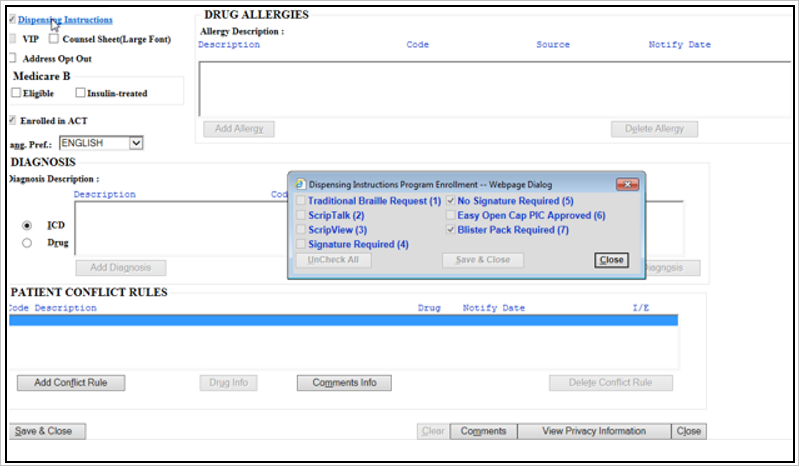 Dispensing Instructions
VIP Counsel Sheet(Large Font)
Address Opt Out
Medicare B
Eligible Insulin-treated
Enrolled in ACT
ang. Pref.: ENGLISH
DRUG ALLERGIES
Allergy Description :
Description Code Source Notify Date
Add Allergy Delete Allergy
DIAGNOSIS
Diagnosis Description :
Description Cod
ICD
Drug
Add Diagnosis iagnosis
Dispensing Instructions Program Enrollment -- Webpage Dialog
Traditional Braille Request (1) No Signature Required (5)
ScripTalk (2) Easy Open Cap PIC Approved (6)
ScripView (3) Blister Pack Required (7)
Signature Required (4)
UnCheck All Save & Close Close
PATIENT CONFLICT RULES
Code Description Drug Notify Date I/E
Add Conflict Rule Drug Info Comments Info Delete Conflict Rule
Save & Close Clear Comments View Privacy Information Close